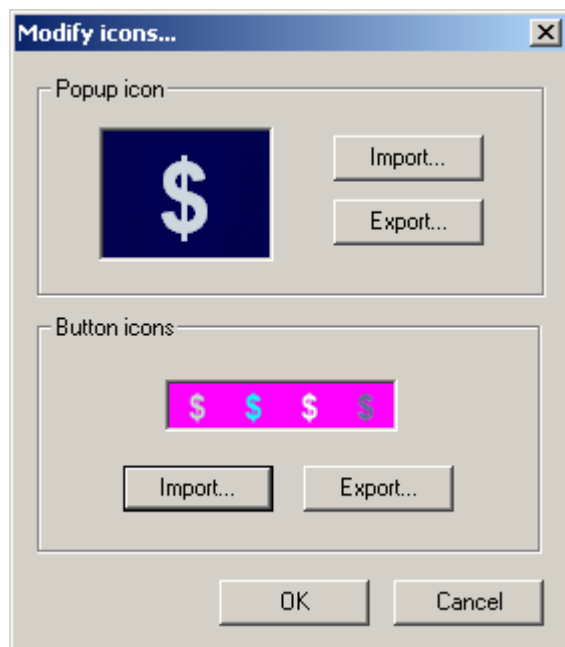 Modify icons...
Popup icon
$
Import...
Export...
Button icons
$ $ $ $
Import... Export...
OK Cancel